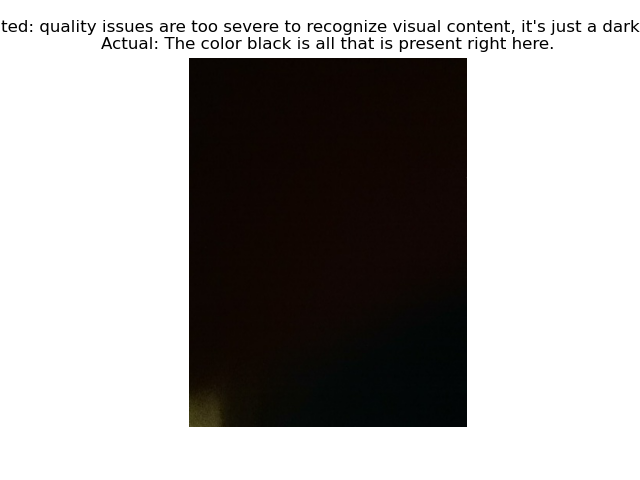 ted: quality issues are too severe to recognize visual content, it's just a dark
Actual: The color black is all that is present right here.